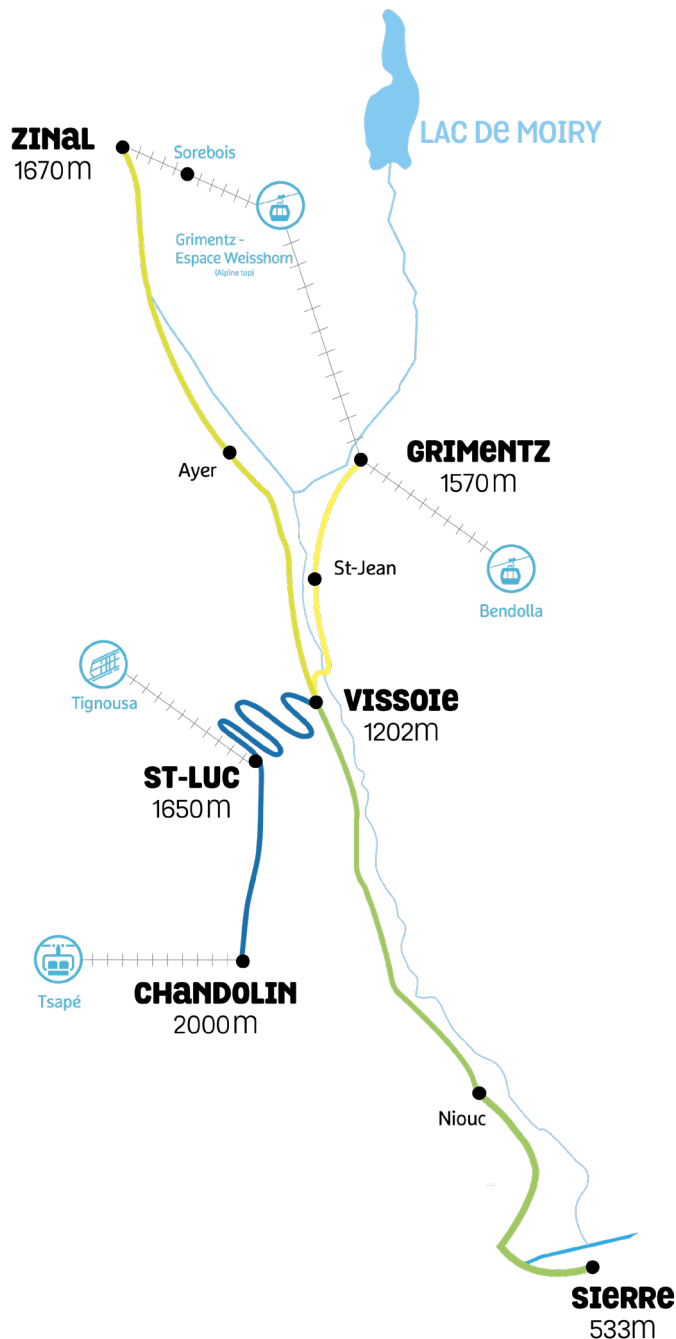 LAC DE MOIRY
ZINAL
1670m
Sorebois
Grimentz -
Espace Weisshorn
(Alpine top)
GRIMENTZ
1570m
Ayer
St-Jean
Bendolla
Tignousa
VISSOIE
1202m
ST-LUC
1650m
Tsapé
CHANDOLIN
2000m
Niouc
SIERRE
533m